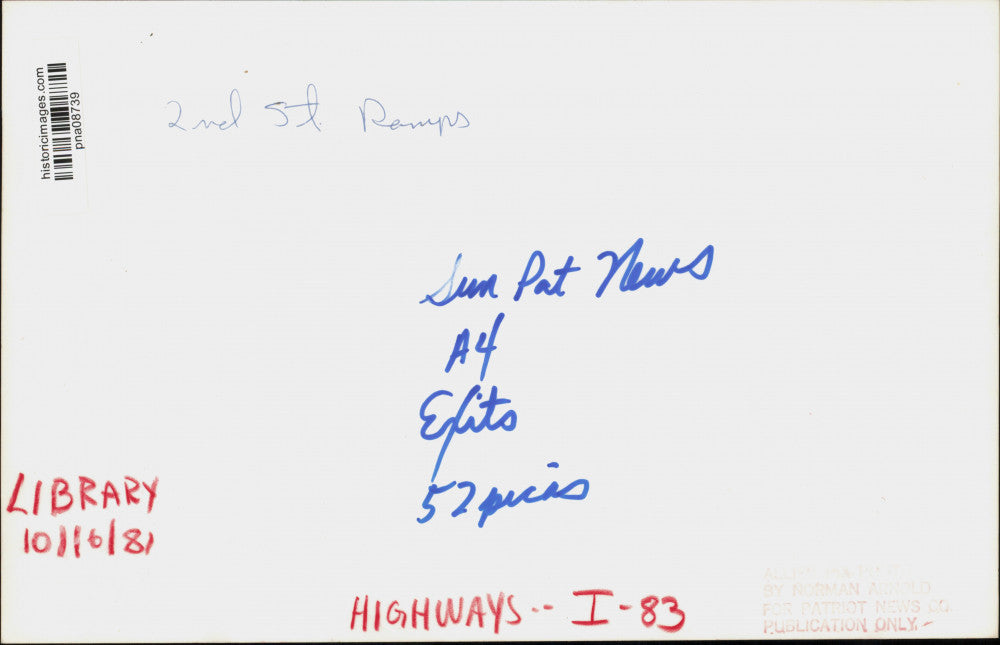 historicimages.com
pna08739
2nd St. Ramps
Sun Pat News
A4
Exits
52 picas
LIBRARY
10/16/81
HIGHWAYS -- I-83
BY NORMAN ARNOLD
FOR PATRIOT NEWS CO.
PUBLICATION ONLY.-